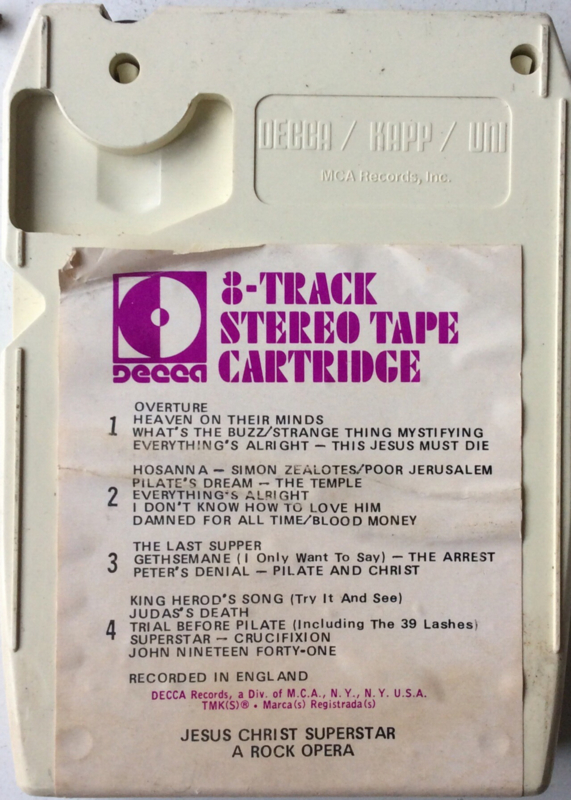 DECCA / KAPP / UNI
MCA Records, Inc.
8-TRACK
STEREO TAPE
CARTRIDGE
DECCA
1
OVERTURE
HEAVEN ON THEIR MINDS
WHAT'S THE BUZZ/STRANGE THING MYSTIFYING
EVERYTHING'S ALRIGHT — THIS JESUS MUST DIE
2
HOSANNA — SIMON ZEALOTES/POOR JERUSALEM
PILATE'S DREAM — THE TEMPLE
EVERYTHING'S ALRIGHT
I DON'T KNOW HOW TO LOVE HIM
DAMNED FOR ALL TIME/BLOOD MONEY
3
THE LAST SUPPER
GETHSEMANE (I Only Want To Say) — THE ARREST
PETER'S DENIAL — PILATE AND CHRIST
4
KING HEROD'S SONG (Try It And See)
JUDAS'S DEATH
TRIAL BEFORE PILATE (Including The 39 Lashes)
SUPERSTAR — CRUCIFIXION
JOHN NINETEEN FORTY-ONE
RECORDED IN ENGLAND
DECCA Records, a Div. of M.C.A., N.Y., N.Y. U.S.A.
TMK(S)® • Marca(s) Registrada(s)
JESUS CHRIST SUPERSTAR
A ROCK OPERA